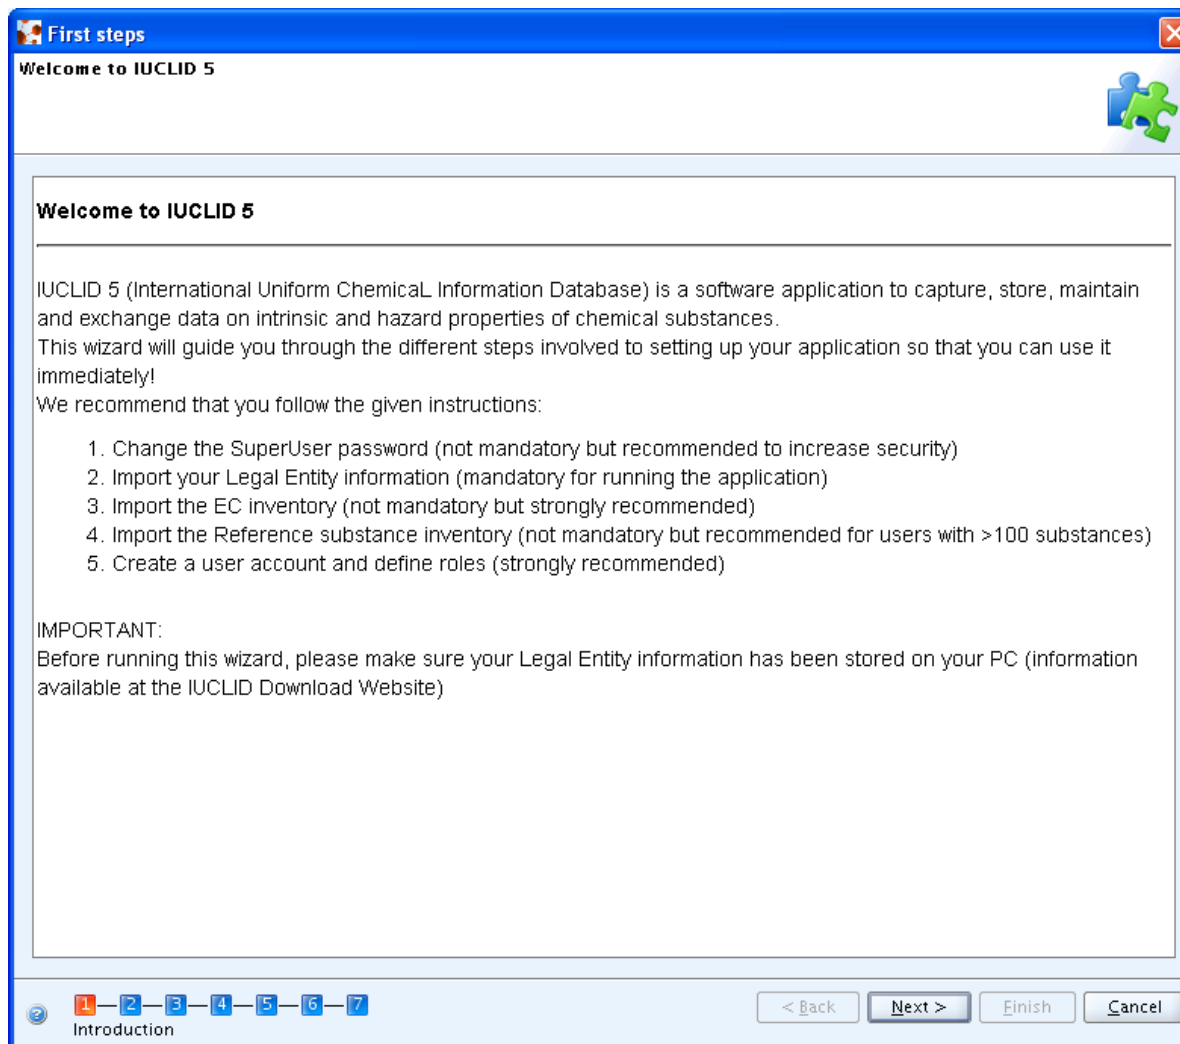 First steps
Welcome to IUCLID 5
Welcome to IUCLID 5
IUCLID 5 (International Uniform ChemicaL Information Database) is a software application to capture, store, maintain
and exchange data on intrinsic and hazard properties of chemical substances.
This wizard will guide you through the different steps involved to setting up your application so that you can use it
immediately!
We recommend that you follow the given instructions:
1. Change the SuperUser password (not mandatory but recommended to increase security)
2. Import your Legal Entity information (mandatory for running the application)
3. Import the EC inventory (not mandatory but strongly recommended)
4. Import the Reference substance inventory (not mandatory but recommended for users with >100 substances)
5. Create a user account and define roles (strongly recommended)
IMPORTANT:
Before running this wizard, please make sure your Legal Entity information has been stored on your PC (information
available at the IUCLID Download Website)
1 2 3 4 5 6 7
Introduction
< Back Next > Finish Cancel